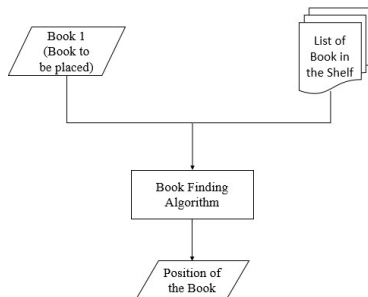 Book 1
(Book to
be placed)
List of
Book in
the Shelf
Book Finding
Algorithm
Position of
the Book